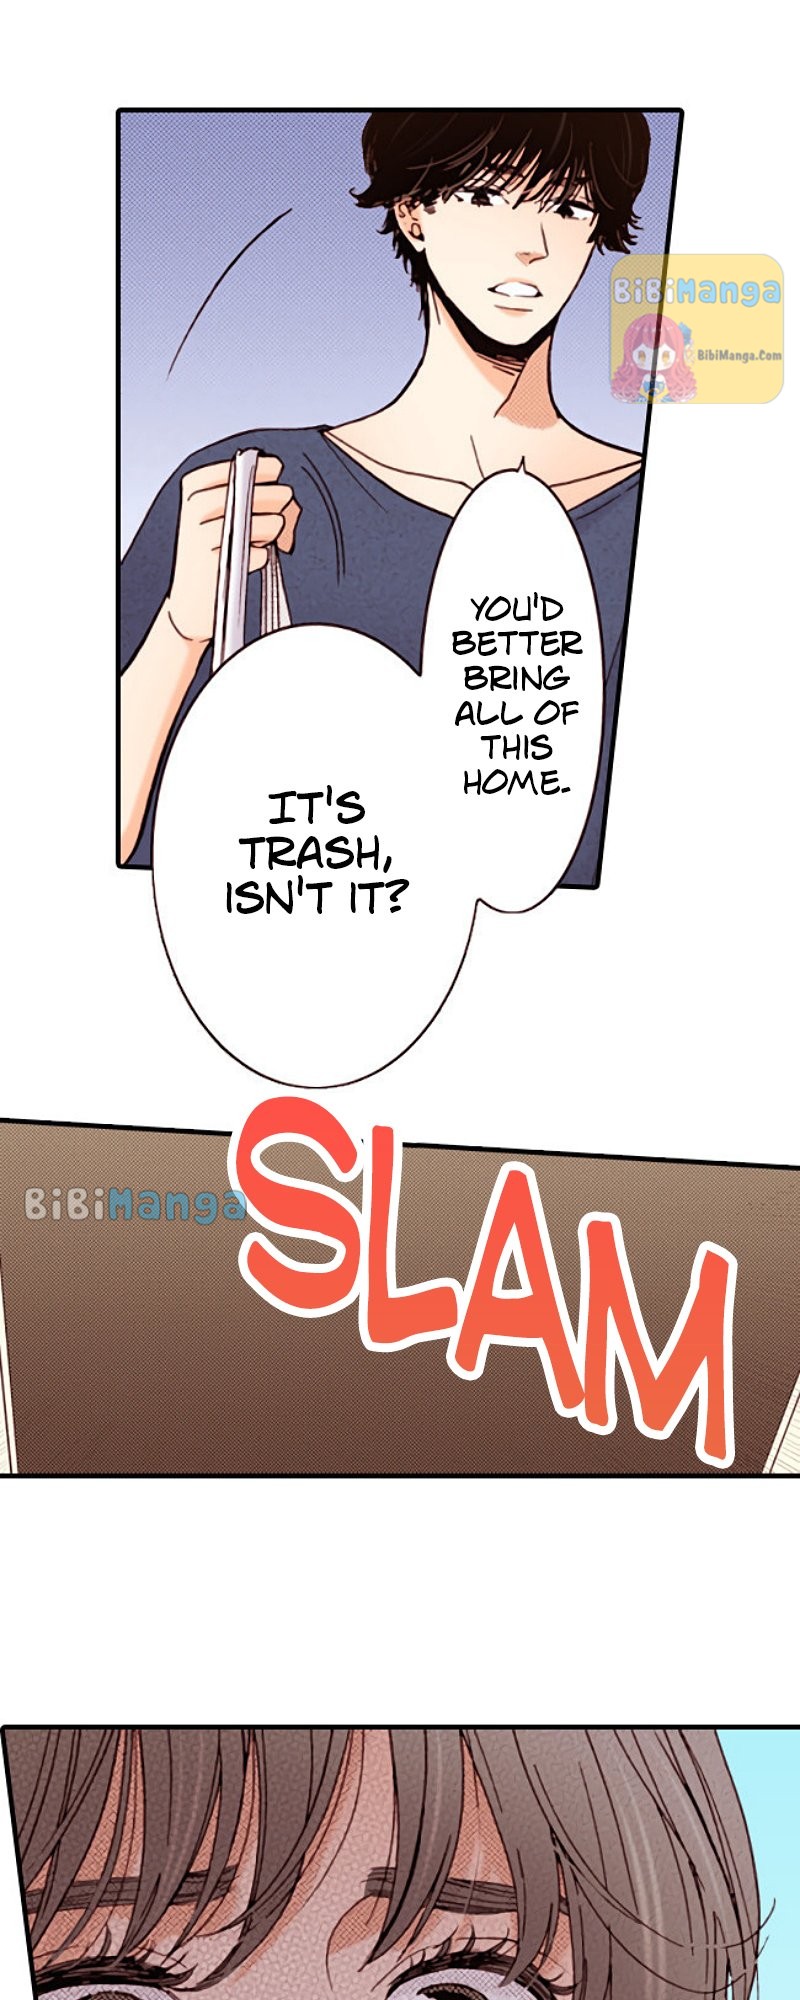 BiBiManga
BibiManga.Com
YOU'D
BETTER
BRING
ALL OF
THIS
HOME.
IT'S
TRASH,
ISN'T IT?
BiBiManga
SLAM